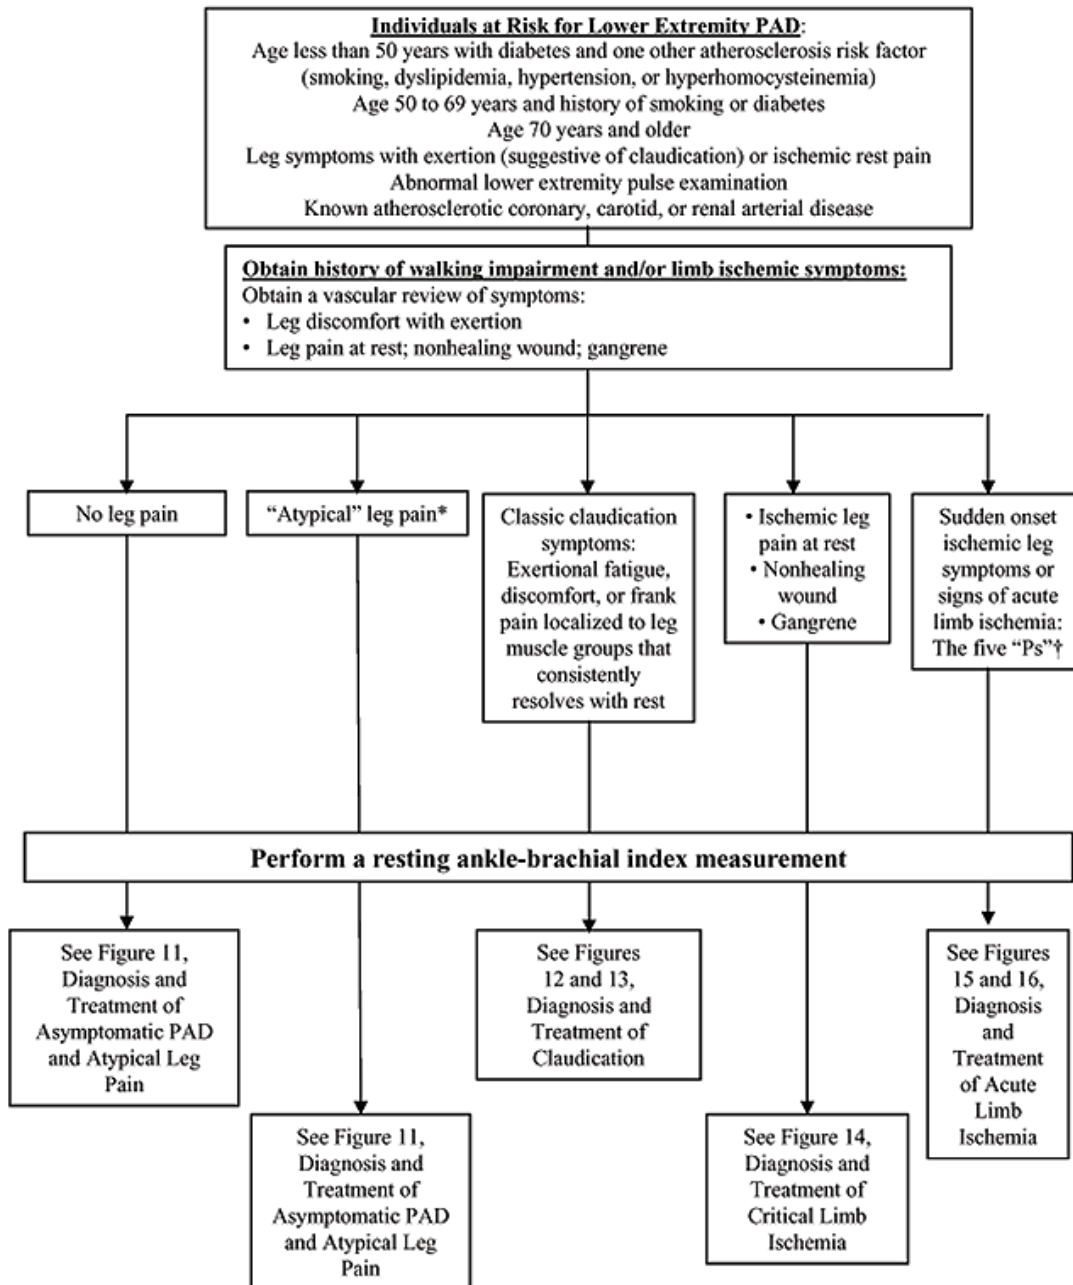 Individuals at Risk for Lower Extremity PAD:
Age less than 50 years with diabetes and one other atherosclerosis risk factor
(smoking, dyslipidemia, hypertension, or hyperhomocysteinemia)
Age 50 to 69 years and history of smoking or diabetes
Age 70 years and older
Leg symptoms with exertion (suggestive of claudication) or ischemic rest pain
Abnormal lower extremity pulse examination
Known atherosclerotic coronary, carotid, or renal arterial disease
Obtain history of walking impairment and/or limb ischemic symptoms:
Obtain a vascular review of symptoms:
• Leg discomfort with exertion
• Leg pain at rest; nonhealing wound; gangrene
No leg pain
“Atypical” leg pain*
Classic claudication
symptoms:
Exertional fatigue,
discomfort, or frank
pain localized to leg
muscle groups that
consistently
resolves with rest
• Ischemic leg
pain at rest
• Nonhealing
wound
• Gangrene
Sudden onset
ischemic leg
symptoms or
signs of acute
limb ischemia:
The five “Ps”†
Perform a resting ankle-brachial index measurement
See Figure 11,
Diagnosis and
Treatment of
Asymptomatic PAD
and Atypical Leg
Pain
See Figure 11,
Diagnosis and
Treatment of
Asymptomatic PAD
and Atypical Leg
Pain
See Figures
12 and 13,
Diagnosis and
Treatment of
Claudication
See Figure 14,
Diagnosis and
Treatment of
Critical Limb
Ischemia
See Figures
15 and 16,
Diagnosis
and
Treatment
of Acute
Limb
Ischemia